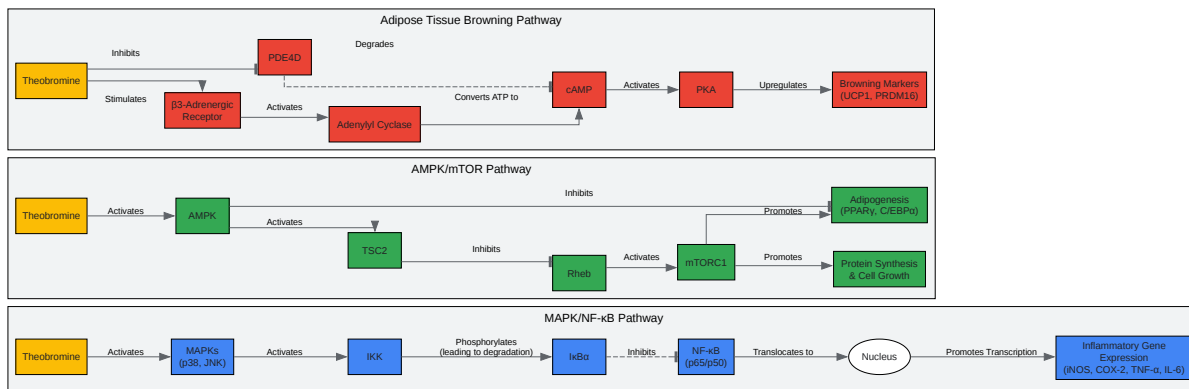 Adipose Tissue Browning Pathway
Inhibits
Degrades
PDE4D
Theobromine
Stimulates
β3-Adrenergic
Receptor
Activates
Adenylyl Cyclase
Converts ATP to
cAMP
Activates
PKA
Upregulates
Browning Markers
(UCP1, PRDM16)
AMPK/mTOR Pathway
Theobromine
Activates
AMPK
Inhibits
Activates
TSC2
Inhibits
Rheb
Activates
mTORC1
Promotes
Adipogenesis
(PPARγ, C/EBPα)
Promotes
Protein Synthesis
& Cell Growth
MAPK/NF-κB Pathway
Theobromine
Activates
MAPKs
(p38, JNK)
Activates
IKK
Phosphorylates
(leading to degradation)
IκBα
Inhibits
NF-κB
(p65/p50)
Translocates to
Nucleus
Promotes Transcription
Inflammatory Gene
Expression
(iNOS, COX-2, TNF-α, IL-6)